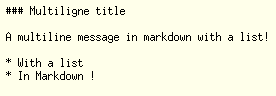 ### Multiligne title

A multiline message in markdown with a list!

* With a list
* In Markdown !